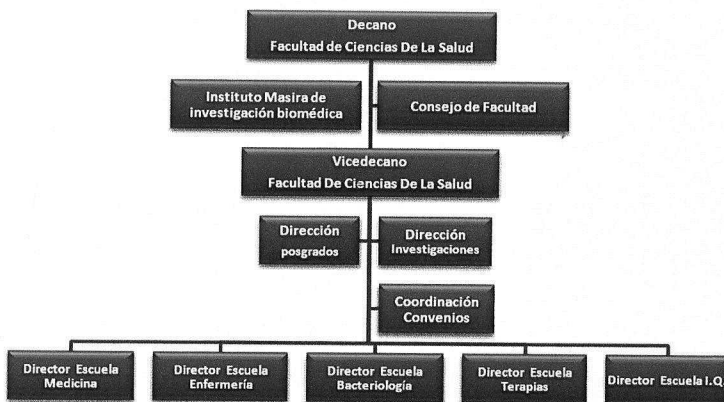 Decano
Facultad de Ciencias De La Salud
Instituto Masira de
investigación biomédica
Consejo de Facultad
Vicedecano
Facultad De Ciencias De La Salud
Dirección
posgrados
Dirección
Investigaciones
Coordinación
Convenios
Director Escuela
Medicina
Director Escuela
Enfermería
Director Escuela
Bacteriología
Director Escuela
Terapias
Director Escuela I.Q.